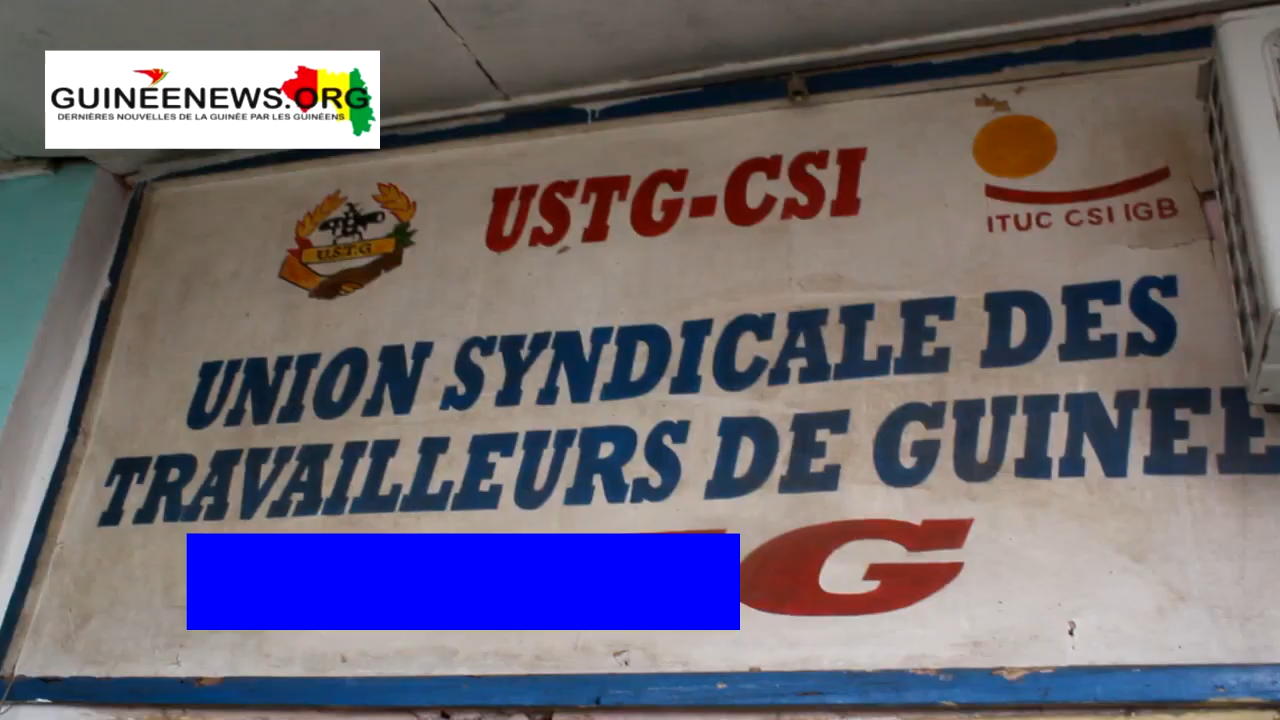 GUINÉENEWS.ORG
DERNIÈRES NOUVELLES DE LA GUINÉE PAR LES GUINÉENS
USTG-CSI
U.S.T.G
ITUC CSI IGB
UNION SYNDICALE DES
TRAVAILLEURS DE GUINEE
G